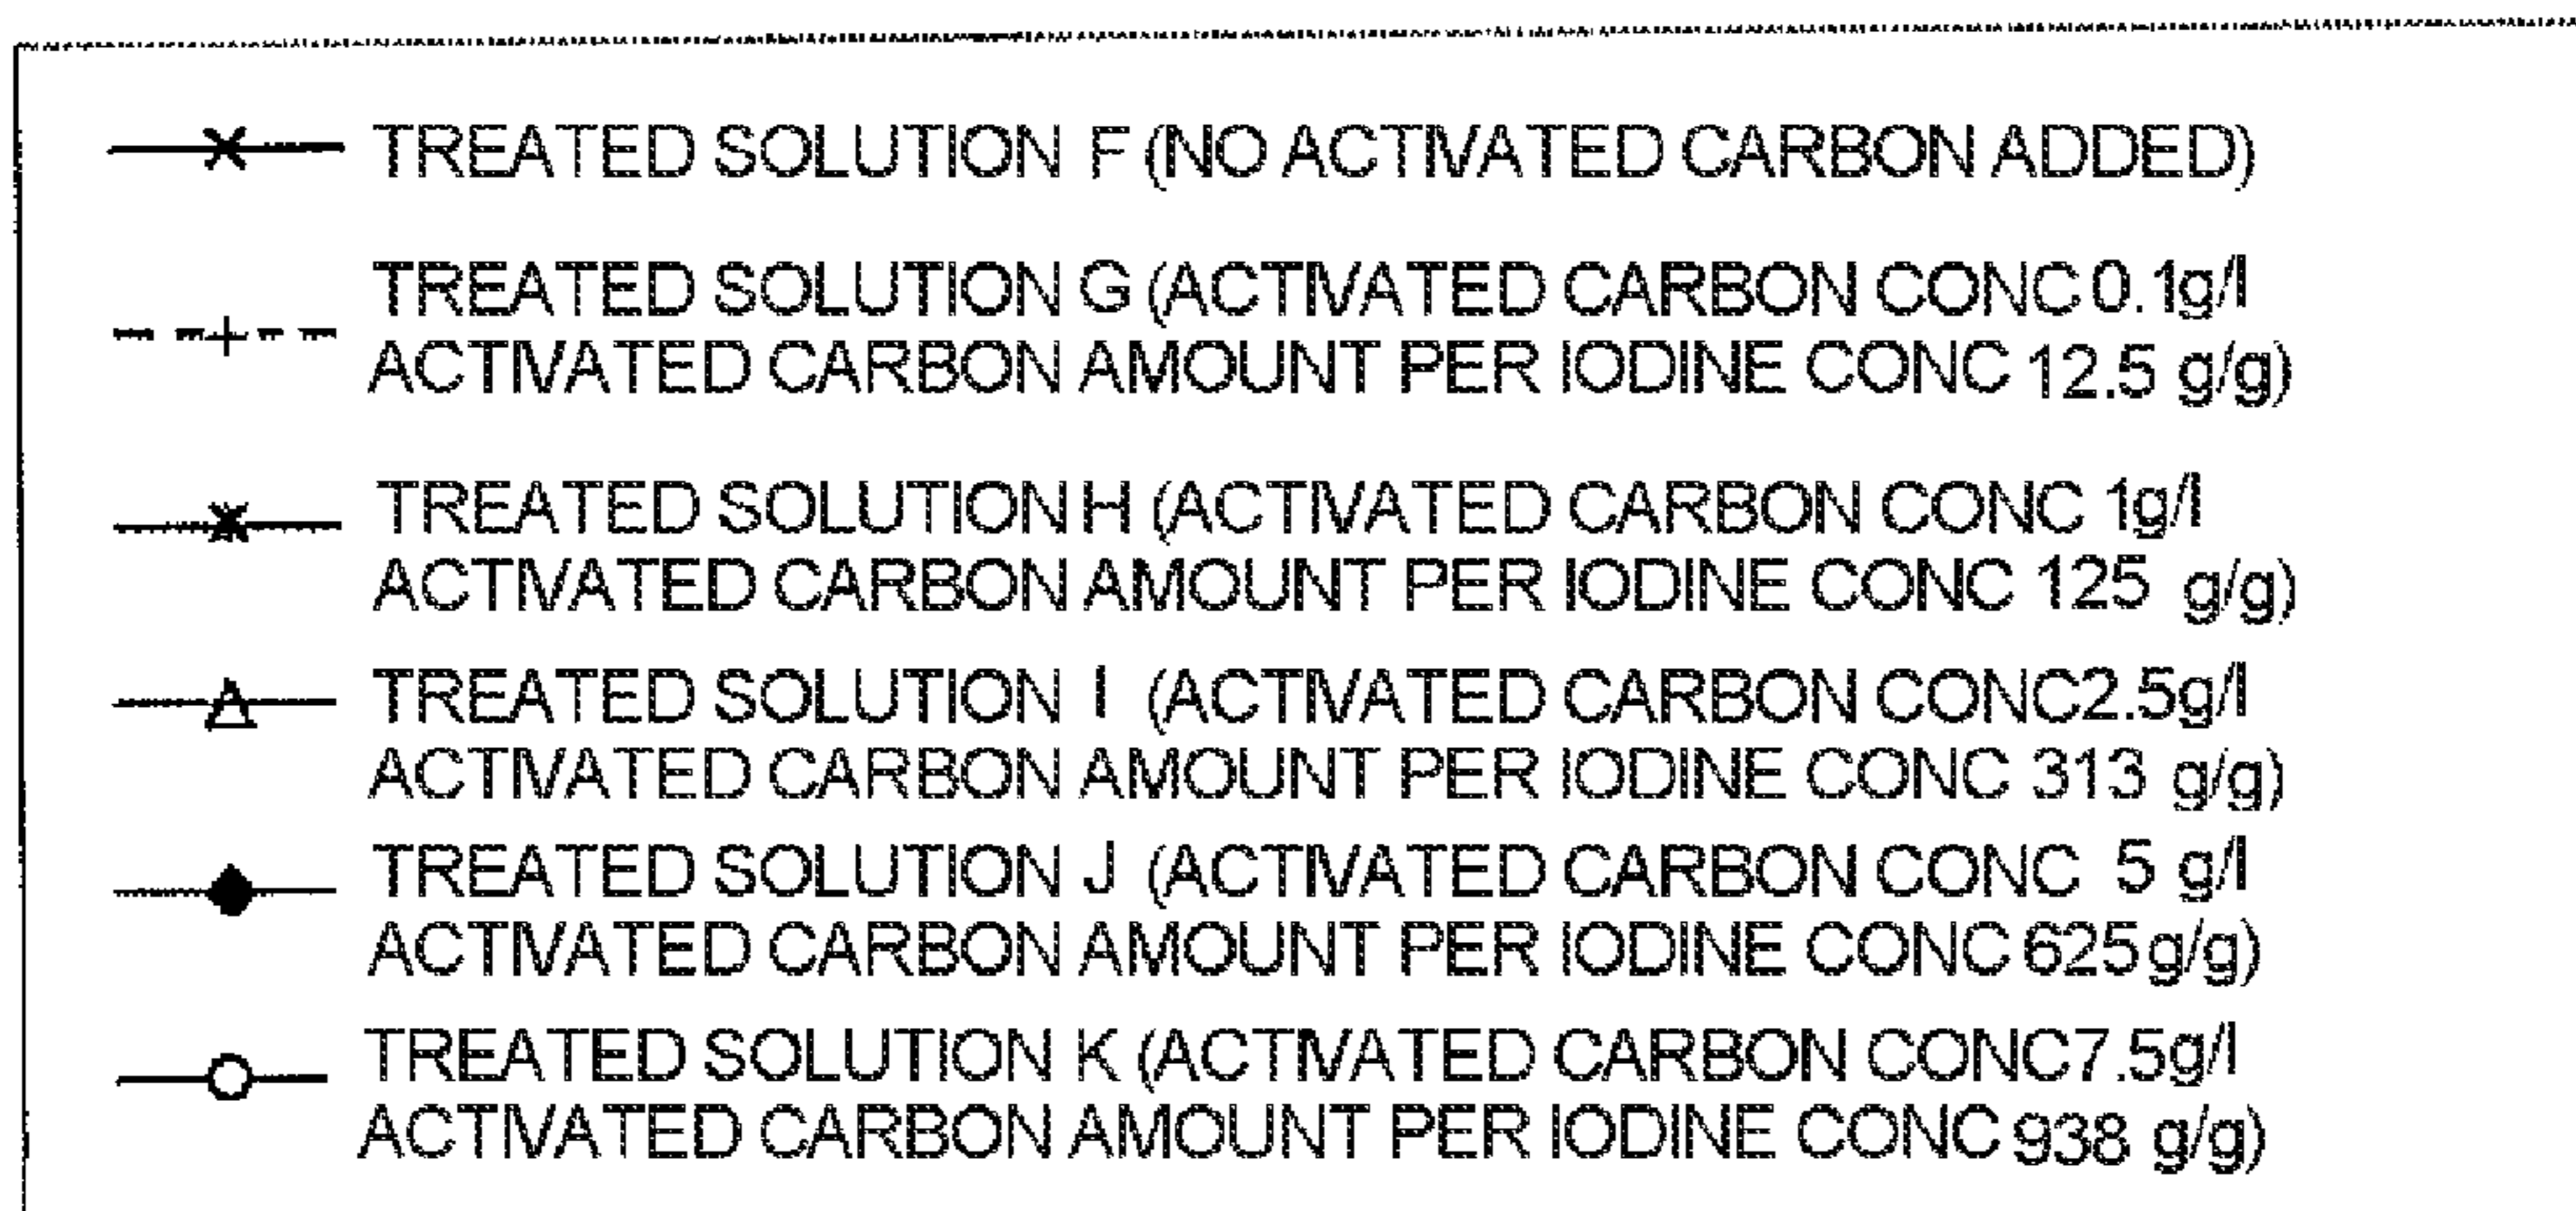 TREATED SOLUTION F (NO ACTIVATED CARBON ADDED)
TREATED SOLUTION G (ACTIVATED CARBON CONC 0.1g/l
ACTIVATED CARBON AMOUNT PER IODINE CONC 12.5 g/g)
TREATED SOLUTION H (ACTIVATED CARBON CONC 1g/l
ACTIVATED CARBON AMOUNT PER IODINE CONC 125 g/g)
TREATED SOLUTION I (ACTIVATED CARBON CONC2.5g/l
ACTIVATED CARBON AMOUNT PER IODINE CONC 313 g/g)
TREATED SOLUTION J (ACTIVATED CARBON CONC 5 g/l
ACTIVATED CARBON AMOUNT PER IODINE CONC 625g/g)
TREATED SOLUTION K (ACTIVATED CARBON CONC7.5g/l
ACTIVATED CARBON AMOUNT PER IODINE CONC 938 g/g)